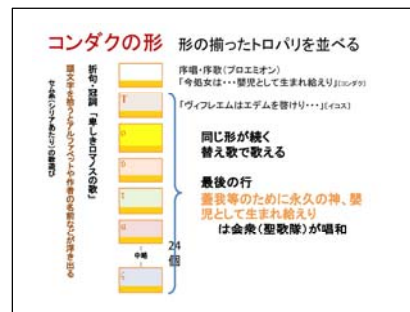 コンダクの形 形の揃ったトロパリを並べる
序唱・序歌(プロエミオン)
「今処女は・・・嬰児として生まれ給えり」(コンダク)
「ヴィフレエムはエデムを啓けり・・・」(イコス)
同じ形が続く
替え歌で歌える
最後の行
蓋我等のために永久の神、嬰
児として生まれ給えり
は会衆(聖歌隊)が唱和
24
個
中略
折句・冠詞 「卑しきロマノスの歌」
頭文字を拾うとアルファベットや作者の名前などが浮き出る
セム系(シリアあたり)の歌遊び